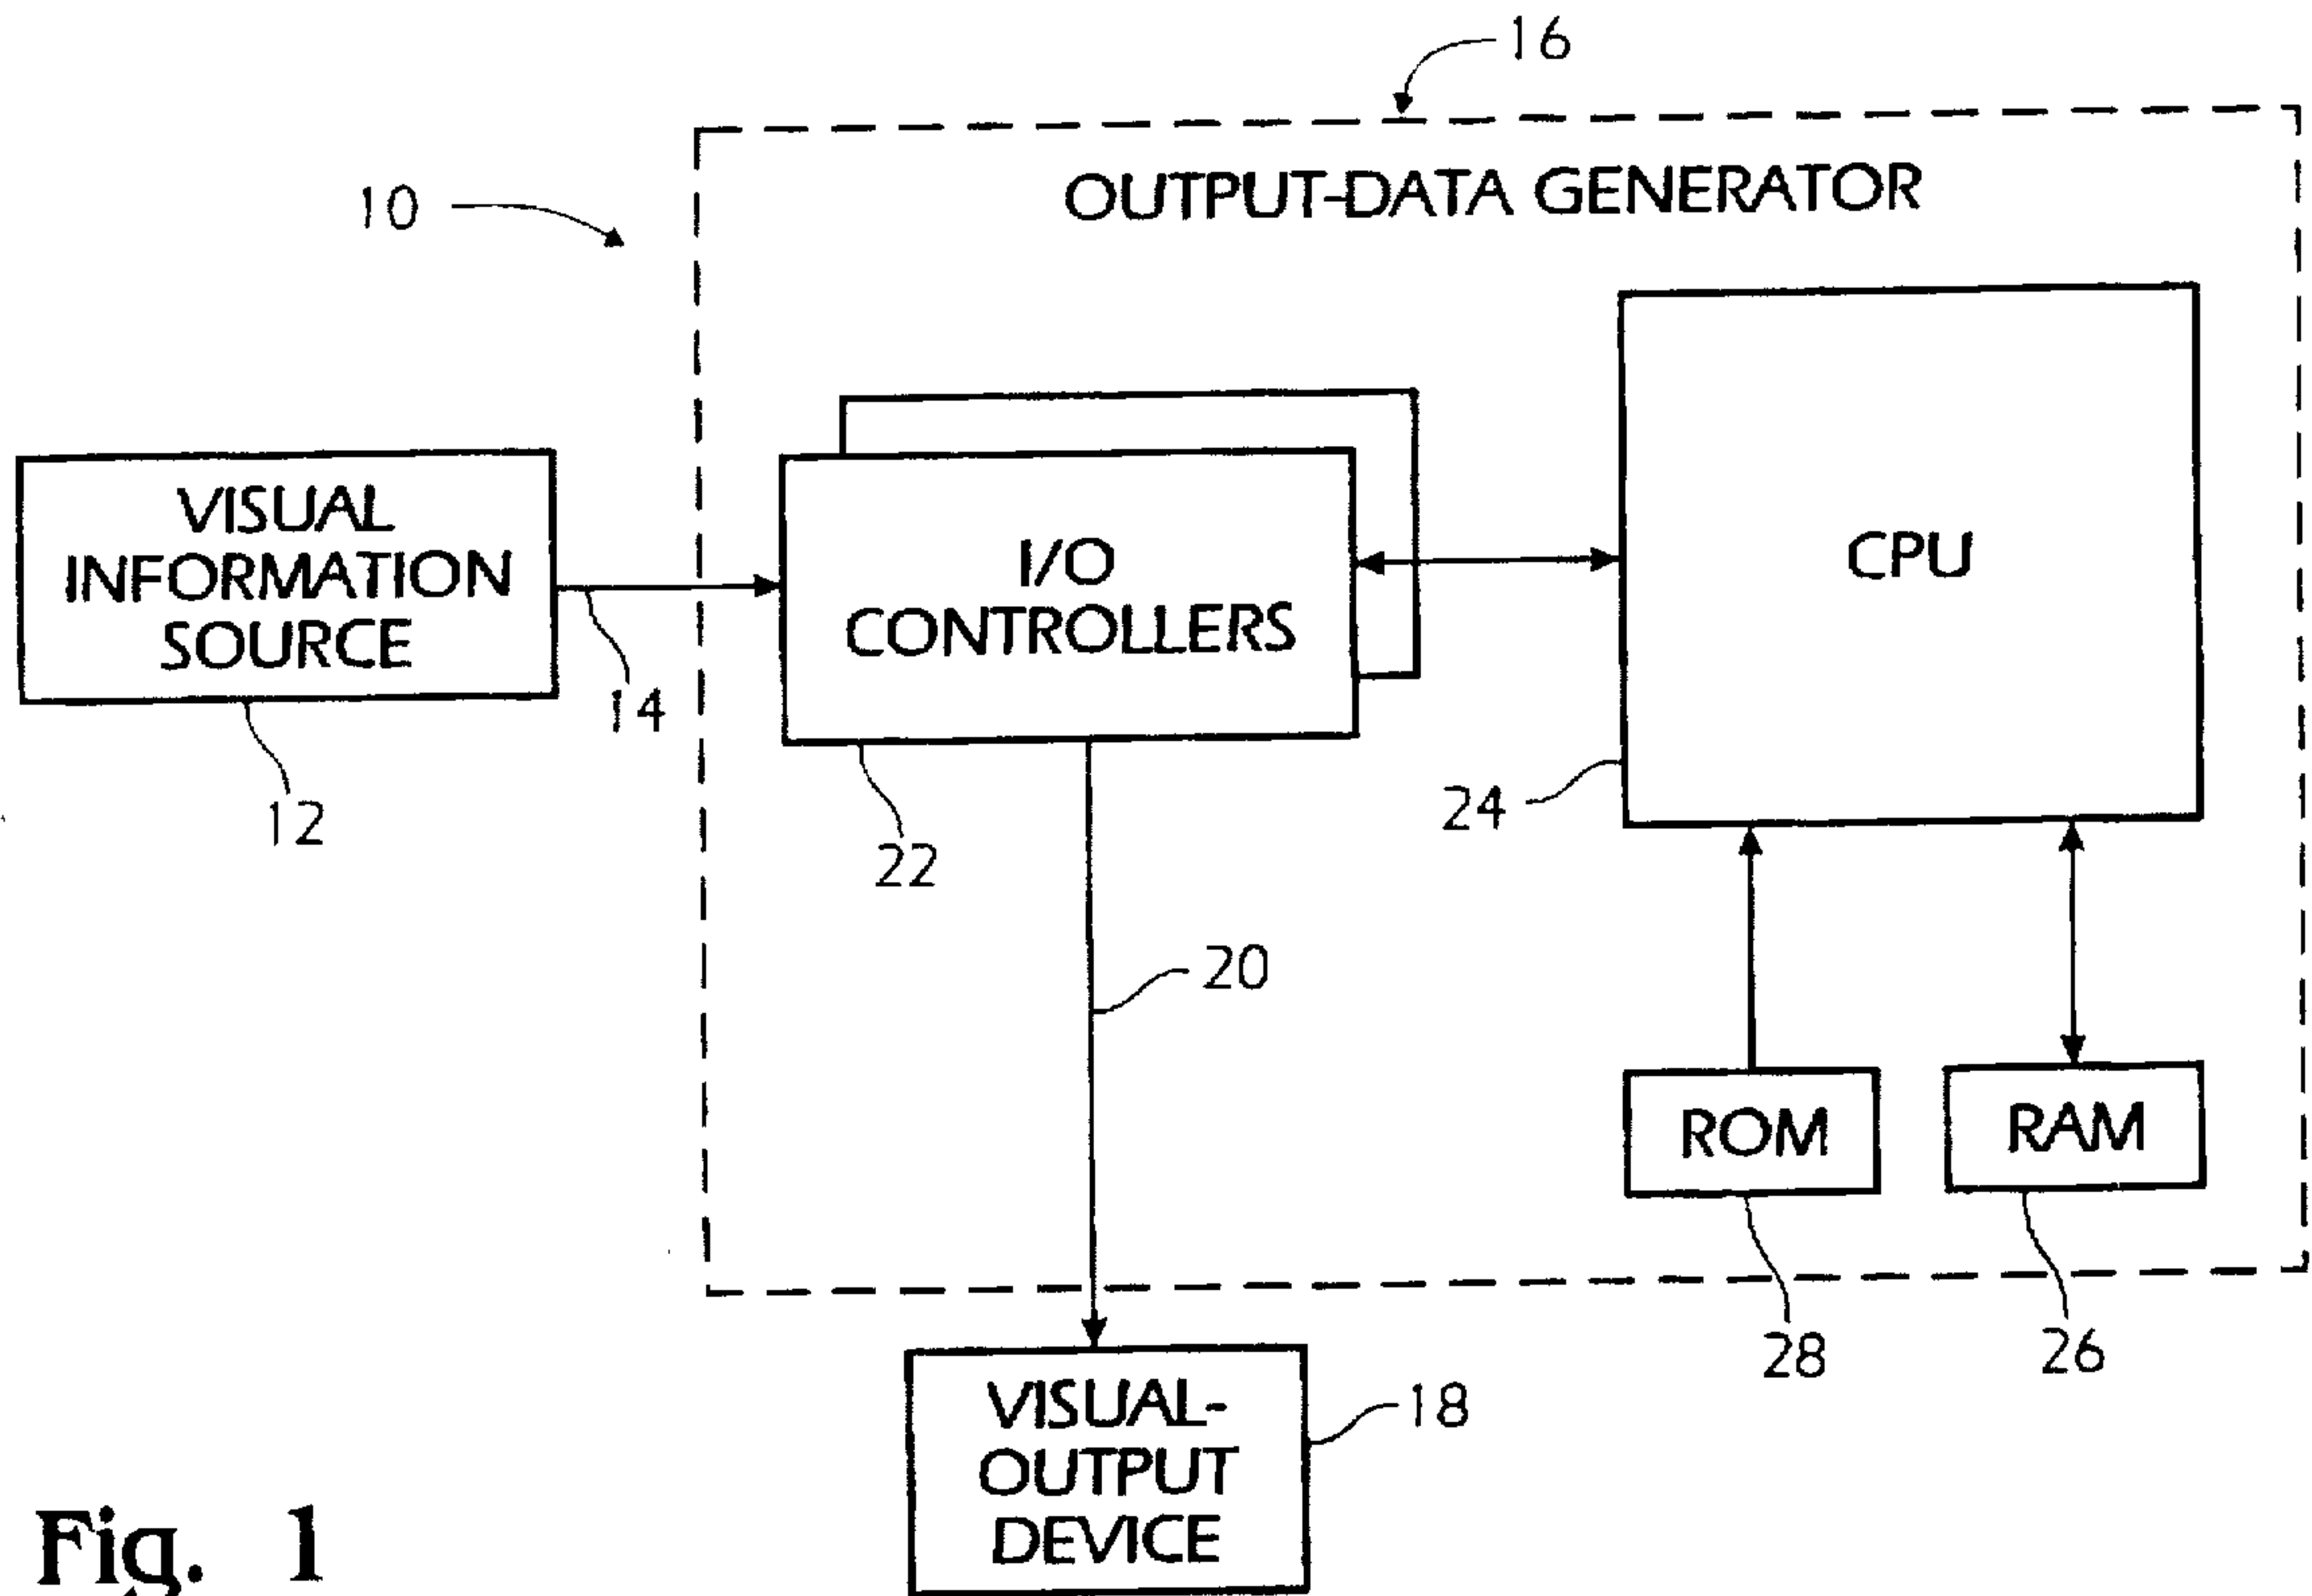 16
OUTPUT-DATA GENERATOR
10
CPU
VISUAL
INFORMATION
SOURCE
I/O
CONTROLLERS
14
12
22
24
20
ROM
RAM
28
26
VISUAL-
OUTPUT
DEVICE
18
Fig. 1